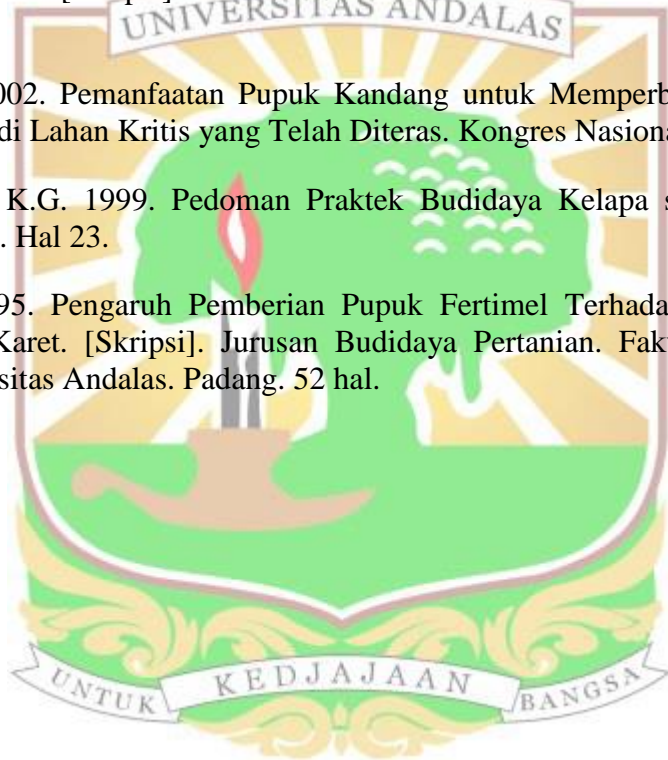 UNIVERSITAS ANDALAS
002. Pemanfaatan Pupuk Kandang untuk Memperb
di Lahan Kritis yang Telah Diteras. Kongres Nasiona
K.G. 1999. Pedoman Praktek Budidaya Kelapa s
. Hal 23.
95. Pengaruh Pemberian Pupuk Fertimel Terhada
Karet. [Skripsi]. Jurusan Budidaya Pertanian. Fak
sitas Andalas. Padang. 52 hal.
UNTUK KEDJAJAAN BANGSA